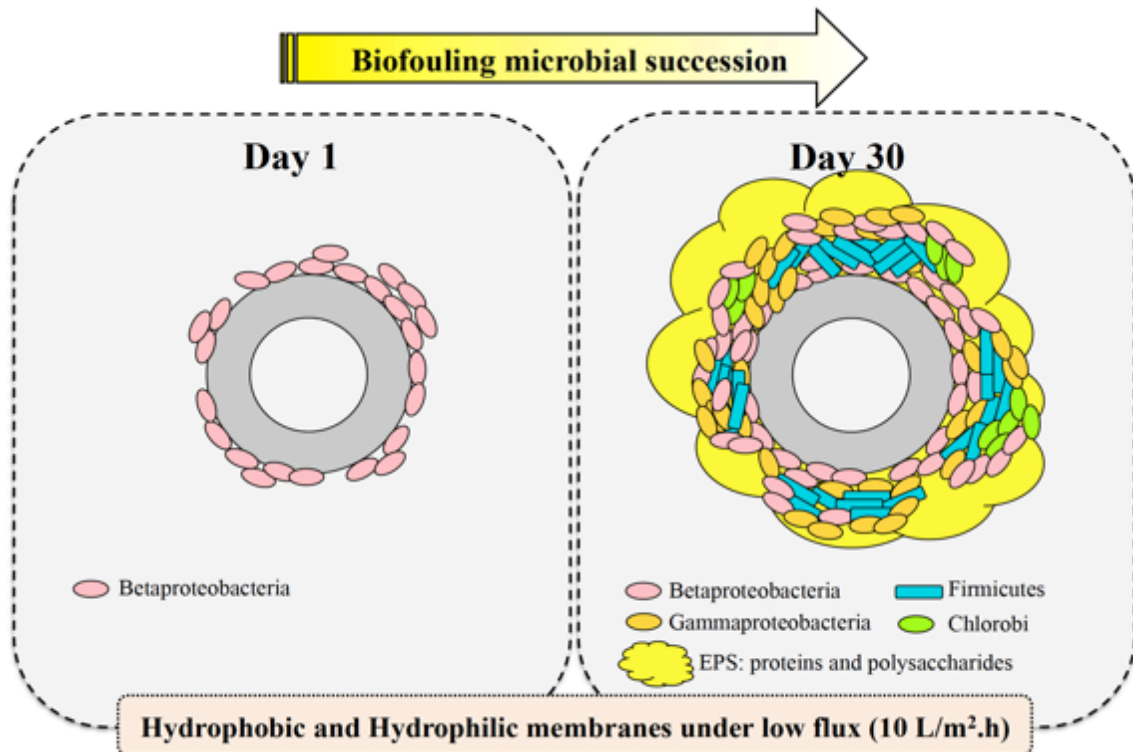 Biofouling microbial succession
Day 1
Day 30
Betaproteobacteria
Betaproteobacteria
Firmicutes
Gammaproteobacteria
Chlorobi
EPS: proteins and polysaccharides
Hydrophobic and Hydrophilic membranes under low flux (10 L/m².h)